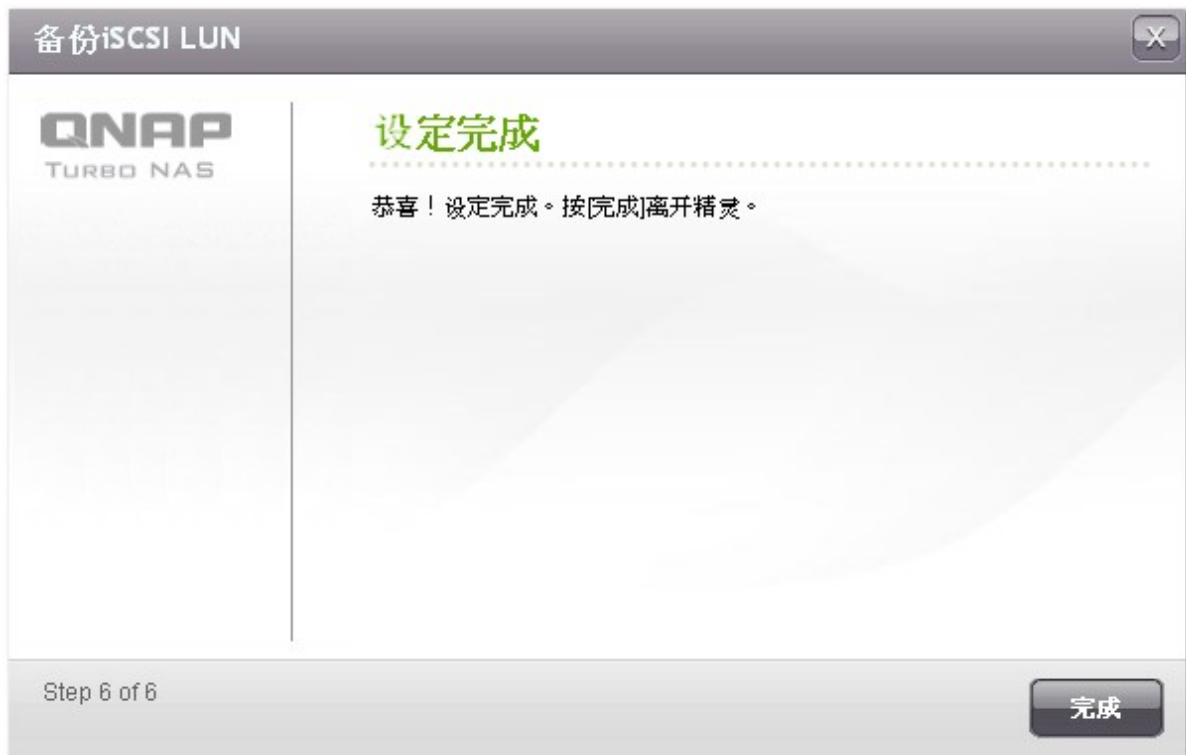 备份iSCSI LUN
X
QNAP
TURBO NAS
设定完成
恭喜！设定完成。按[完成]离开精灵。
Step 6 of 6
完成